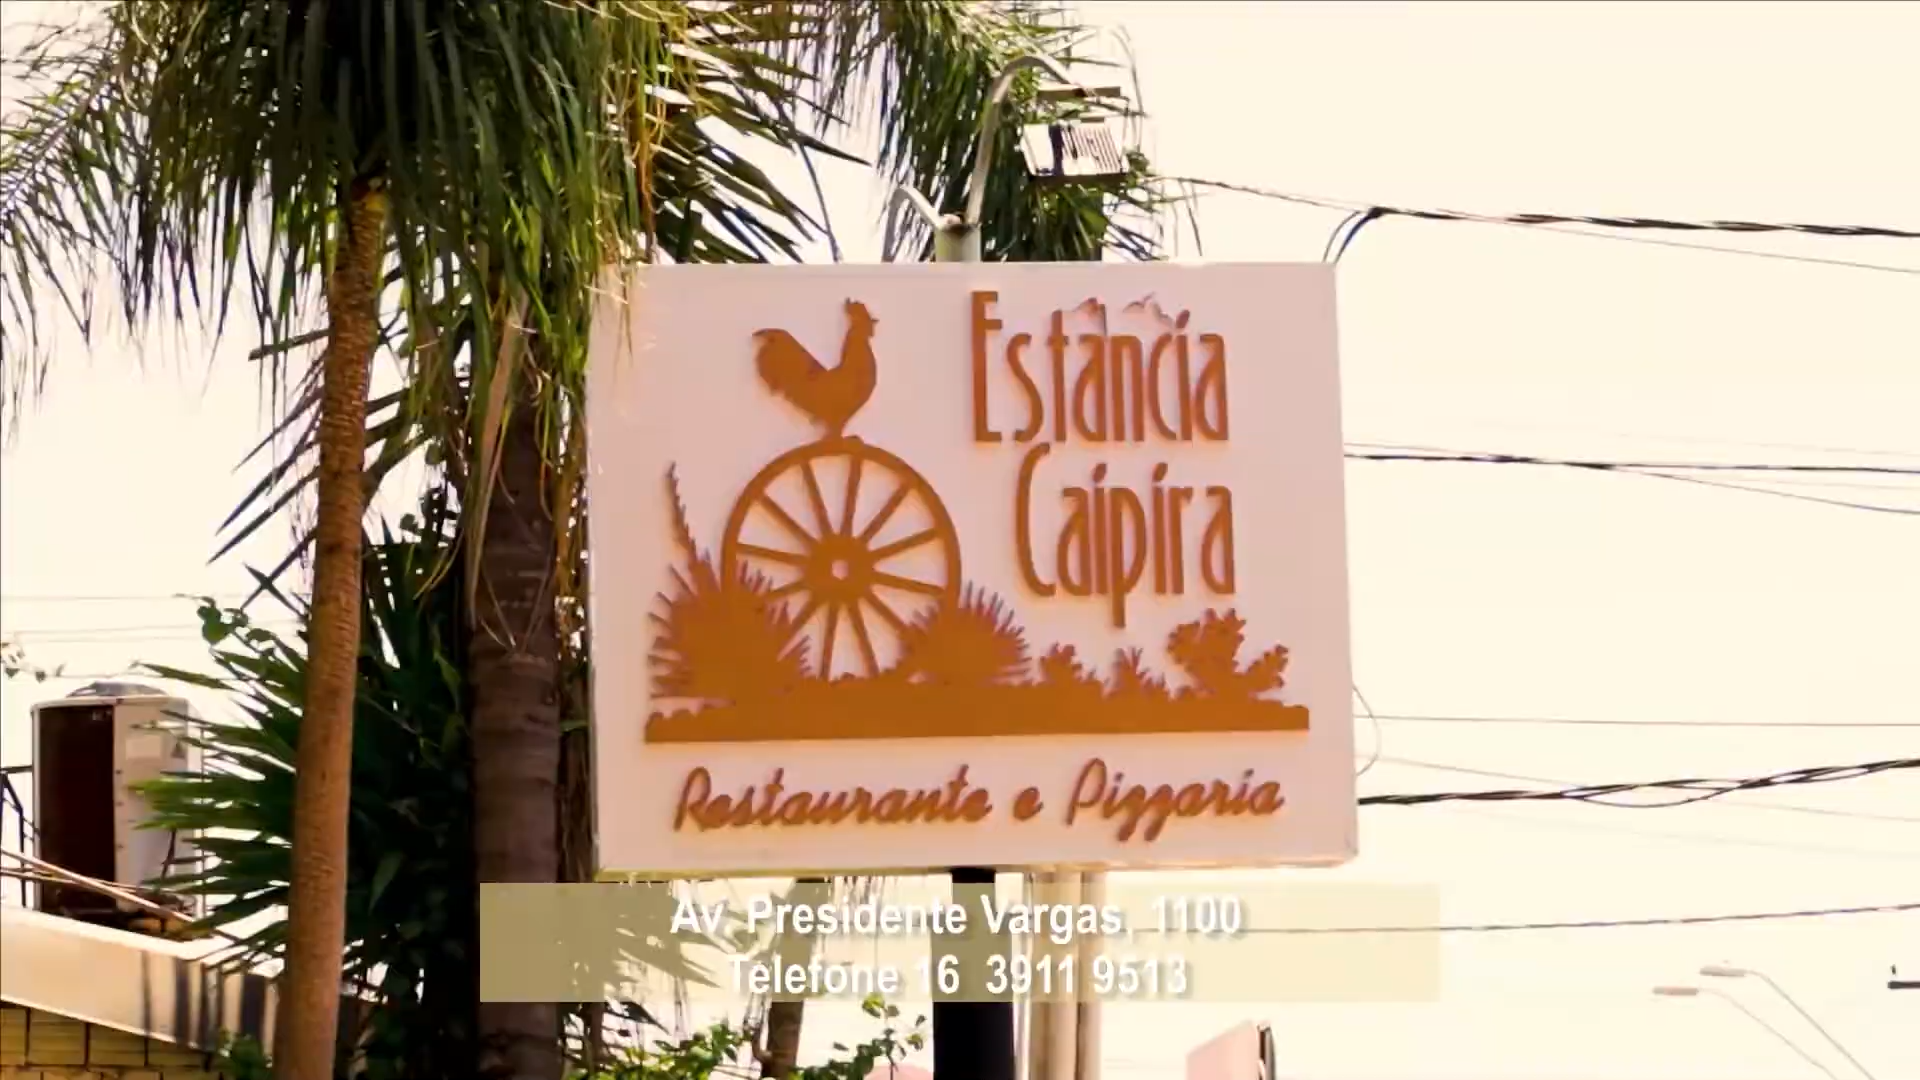 Estância
Caipira
Restaurante e Pizzaria
Av. Presidente Vargas, 1100
Telefone 16 3911 9513